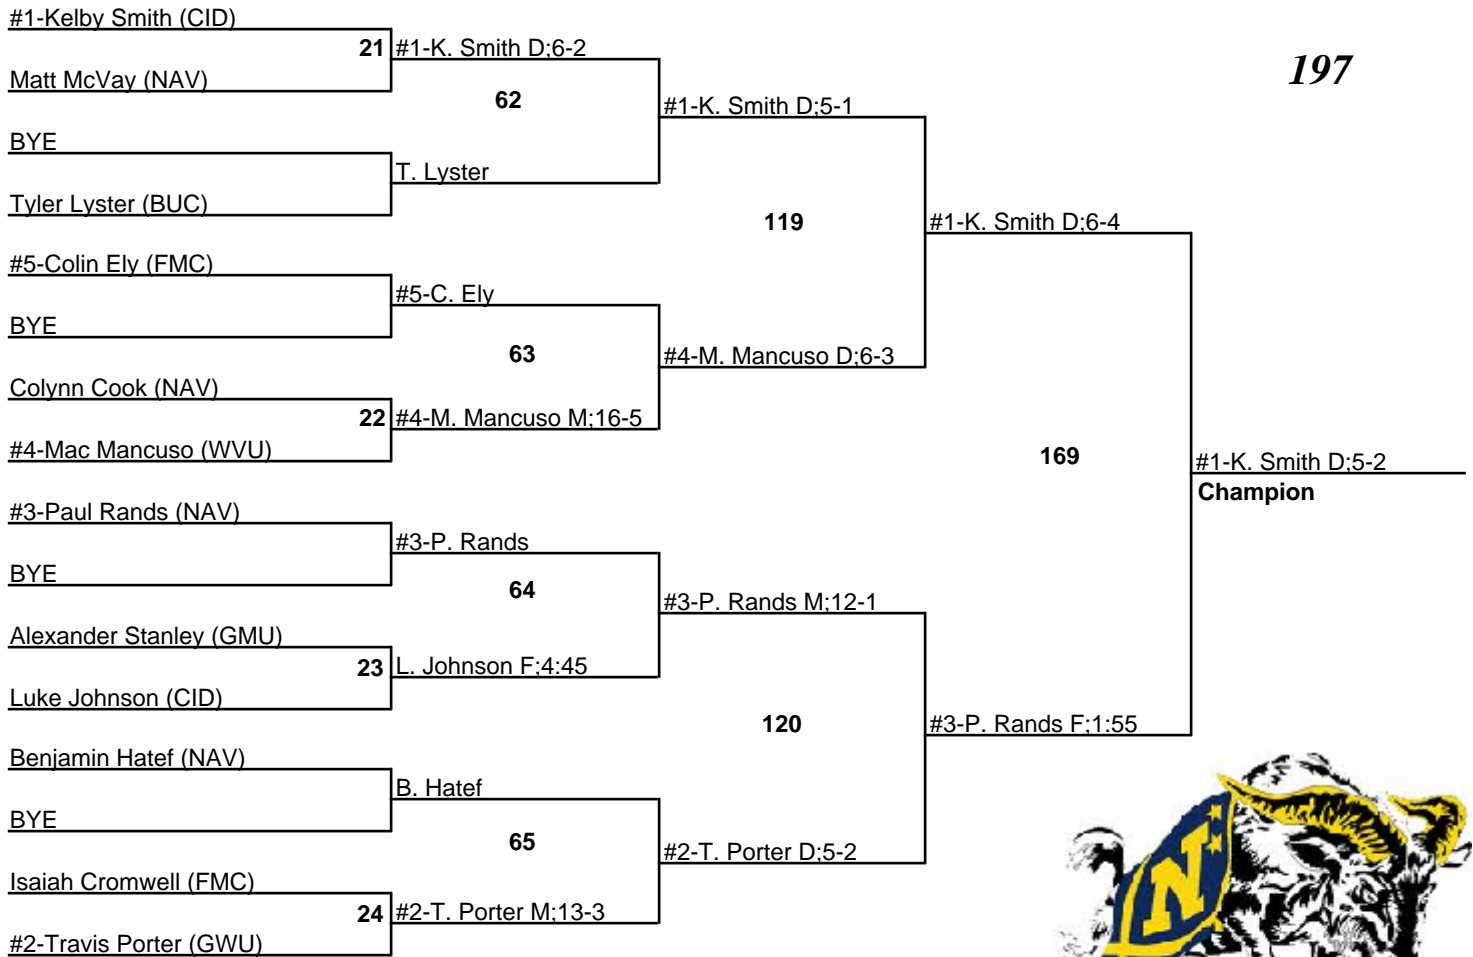 197
#1-Kelby Smith (CID)
21 #1-K. Smith D;6-2
Matt McVay (NAV)
62
#1-K. Smith D;5-1
BYE
T. Lyster
Tyler Lyster (BUC)
119
#1-K. Smith D;6-4
#5-Colin Ely (FMC)
#5-C. Ely
BYE
63
#4-M. Mancuso D;6-3
Colynn Cook (NAV)
22 #4-M. Mancuso M;16-5
#4-Mac Mancuso (WVU)
169
#1-K. Smith D;5-2
Champion
#3-Paul Rands (NAV)
#3-P. Rands
BYE
64
#3-P. Rands M;12-1
Alexander Stanley (GMU)
23 L. Johnson F;4:45
Luke Johnson (CID)
120
#3-P. Rands F;1:55
Benjamin Hatef (NAV)
B. Hatef
BYE
65
#2-T. Porter D;5-2
Isaiah Cromwell (FMC)
24 #2-T. Porter M;13-3
#2-Travis Porter (GWU)
N